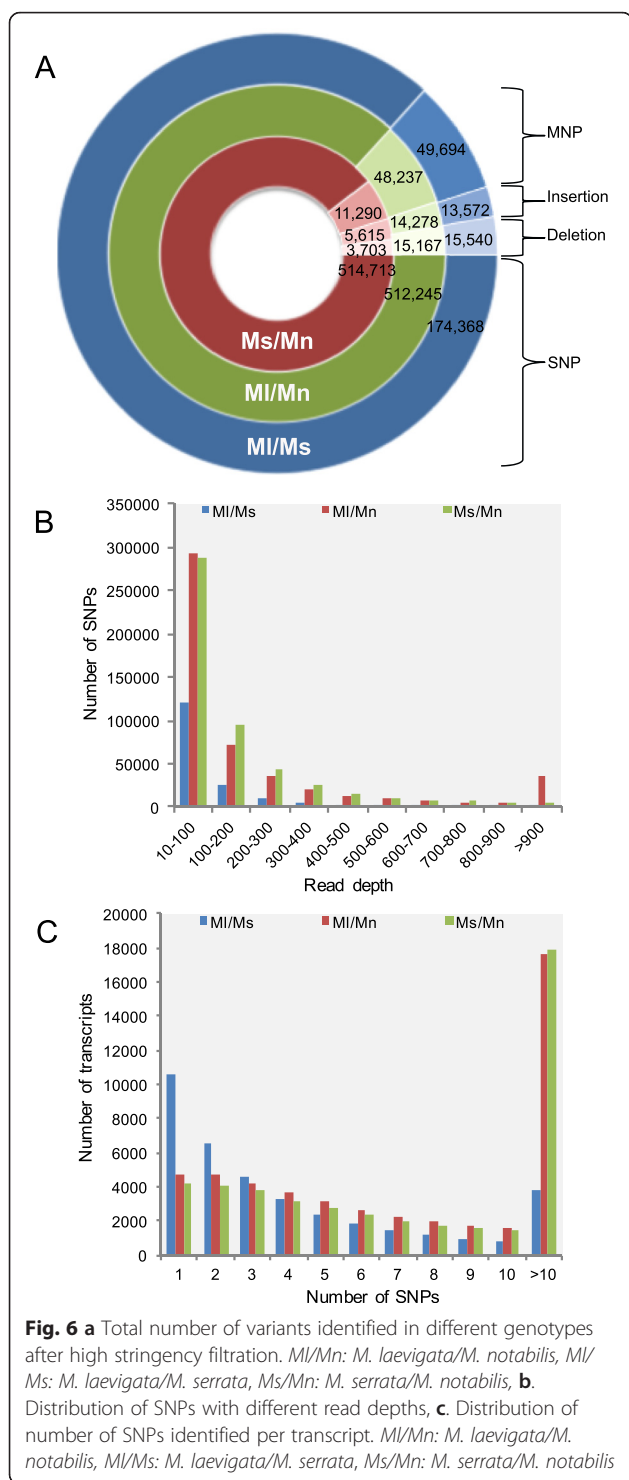 A
MNP
49,694
48,237
Insertion
11,290
14,278
13,572
Deletion
5,615
15,167
15,540
3,703
514,713
512,245
174,368
SNP
Ms/Mn
Ml/Mn
Ml/Ms
B
Ml/Ms Ml/Mn Ms/Mn
350000
300000
250000
200000
150000
100000
50000
0
Number of SNPs
10-100 100-200 200-300 300-400 400-500 500-600 600-700 700-800 800-900 >900
Read depth
C
Ml/Ms Ml/Mn Ms/Mn
20000
18000
16000
14000
12000
10000
8000
6000
4000
2000
0
Number of transcripts
1 2 3 4 5 6 7 8 9 10 >10
Number of SNPs
Fig. 6 a Total number of variants identified in different genotypes
after high stringency filtration. Ml/Mn: M. laevigata/M. notabilis, Ml/
Ms: M. laevigata/M. serrata, Ms/Mn: M. serrata/M. notabilis, b.
Distribution of SNPs with different read depths, c. Distribution of
number of SNPs identified per transcript. Ml/Mn: M. laevigata/M.
notabilis, Ml/Ms: M. laevigata/M. serrata, Ms/Mn: M. serrata/M. notabilis